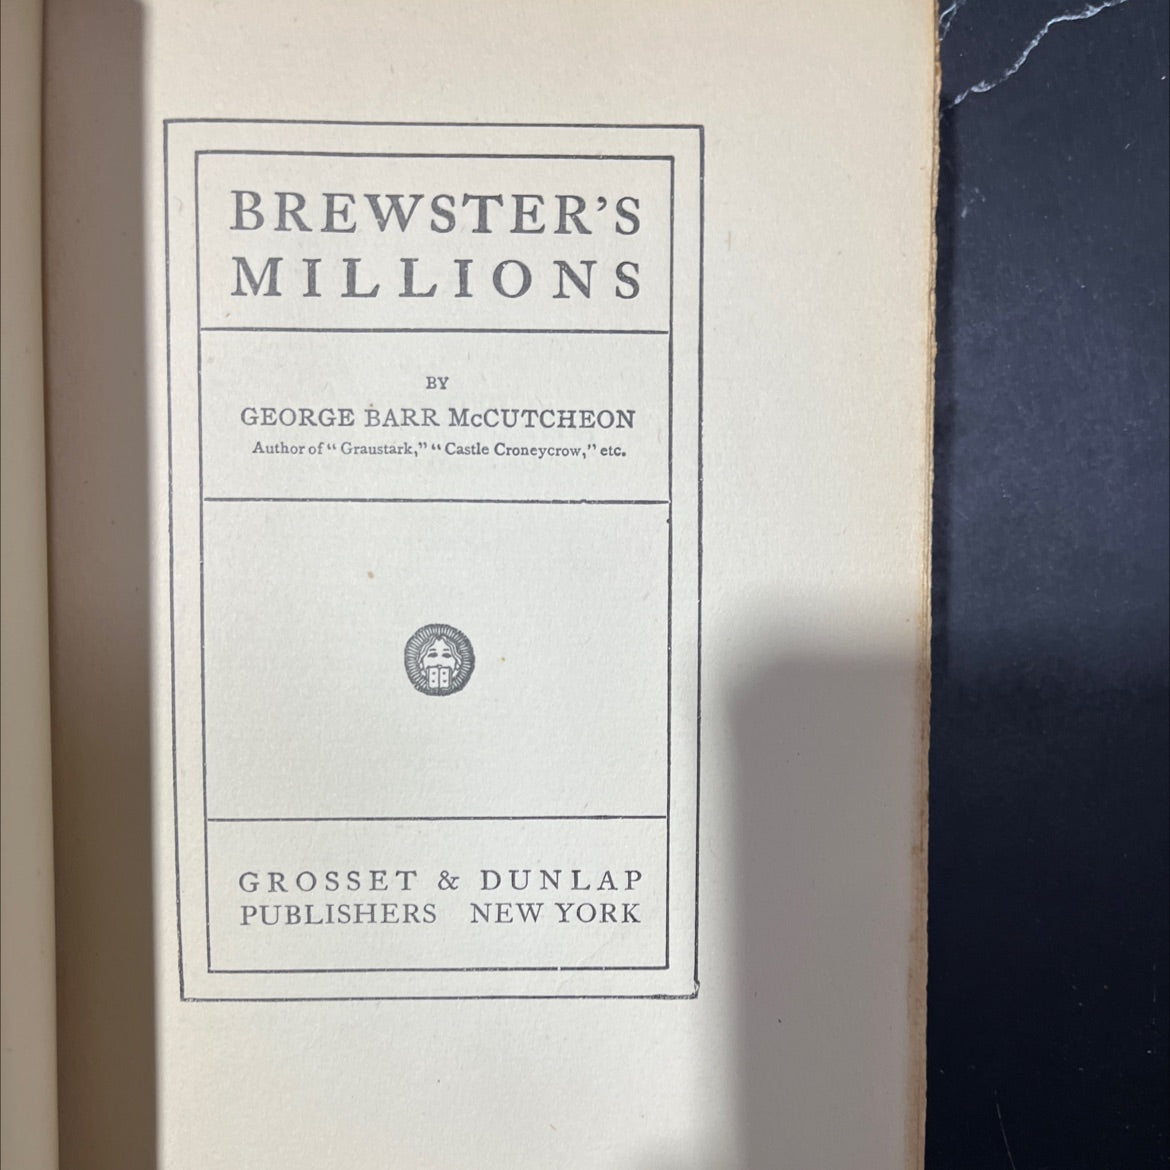 BREWSTER’S
MILLIONS
BY
GEORGE BARR McCUTCHEON
Author of “Graustark,” “Castle Croneycrow,” etc.
GROSSET & DUNLAP
PUBLISHERS NEW YORK